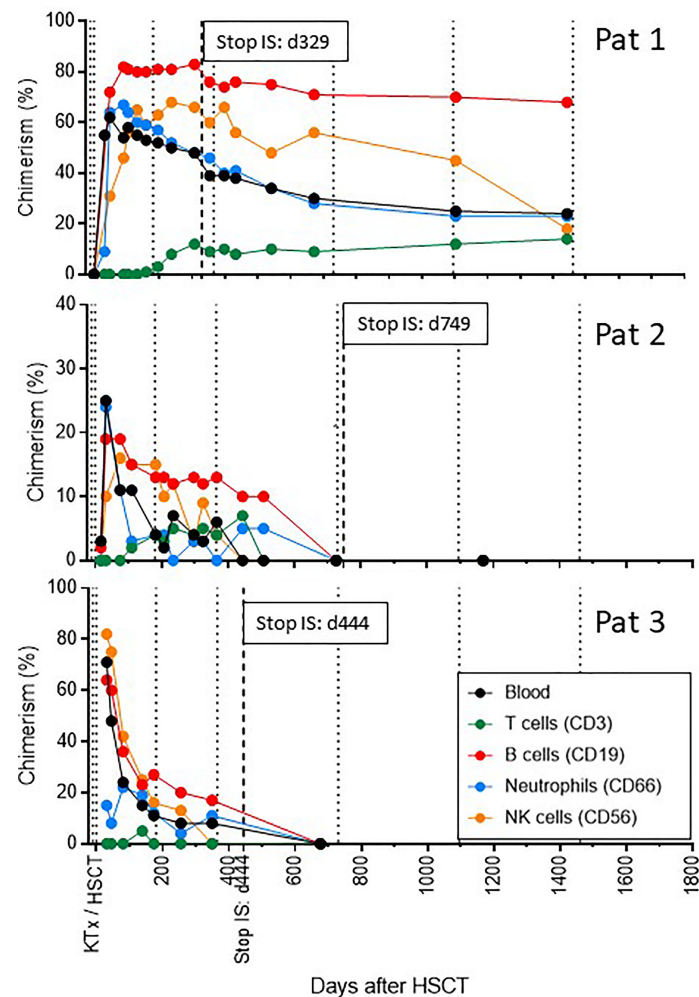 100
80
60
40
20
0
Chimerism (%)
Stop IS: d329
Pat 1
40
30
20
10
0
Chimerism (%)
Stop IS: d749
Pat 2
100
80
60
40
20
0
Chimerism (%)
Stop IS: d444
Pat 3
Blood
T cells (CD3)
B cells (CD19)
Neutrophils (CD66)
NK cells (CD56)
KTx / HSCT
200
400
Stop IS: d444
600
800
1000
1200
1400
1600
1800
Days after HSCT